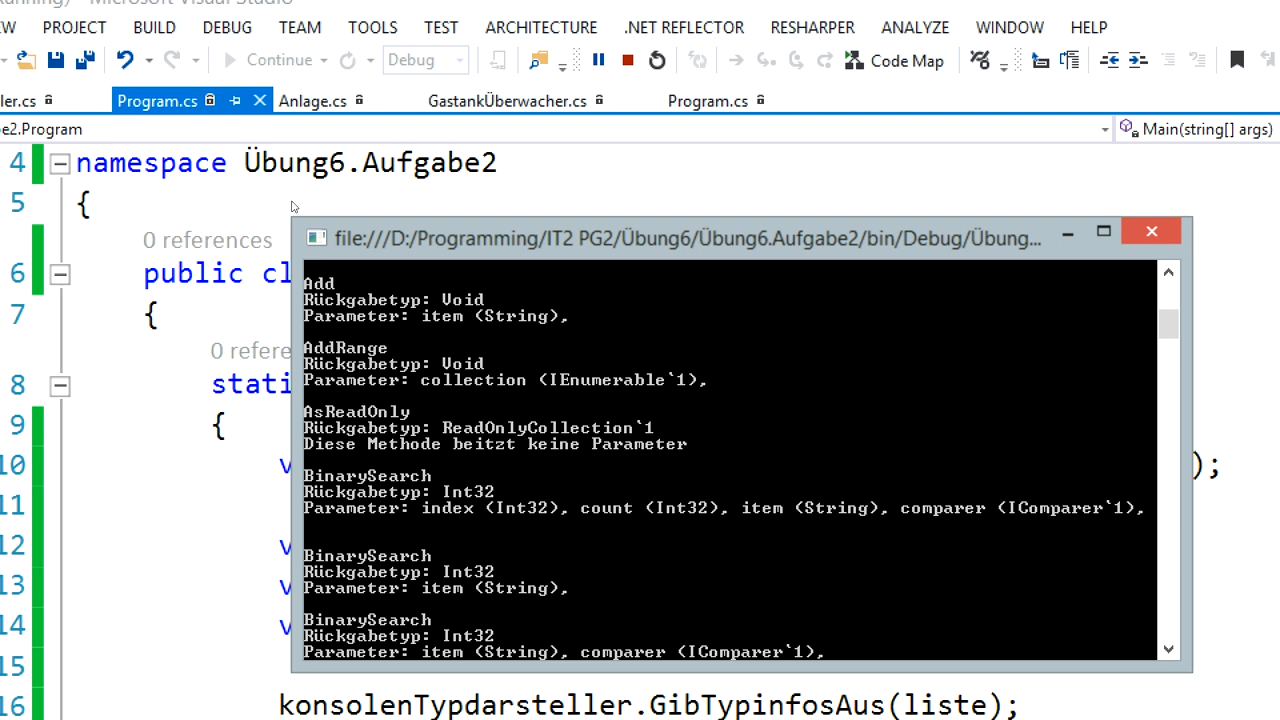 EW PROJECT BUILD DEBUG TEAM TOOLS TEST ARCHITECTURE .NET REFLECTOR RESHARPER ANALYZE WINDOW HELP
Continue Debug Code Map
ler.cs Program.cs Anlage.cs GastankÜberwacher.cs Program.cs
e2.Program Main(string[] args)
4 namespace Übung6.Aufgabe2
5 {
0 references
6 public cl
7 {
0 refere
8 stati
9 {
10 v );
11
12 v
13 v
14 v
15
16 konsolenTypdarsteller.GibTypinfosAus(liste);
file:///D:/Programming/IT2 PG2/Übung6/Übung6.Aufgabe2/bin/Debug/Übung...
Add
Rückgabetyp: Void
Parameter: item (String),
AddRange
Rückgabetyp: Void
Parameter: collection (IEnumerable`1),
AsReadOnly
Rückgabetyp: ReadOnlyCollection`1
Diese Methode beitzt keine Parameter
BinarySearch
Rückgabetyp: Int32
Parameter: index (Int32), count (Int32), item (String), comparer (IComparer`1),
BinarySearch
Rückgabetyp: Int32
Parameter: item (String),
BinarySearch
Rückgabetyp: Int32
Parameter: item (String), comparer (IComparer`1),